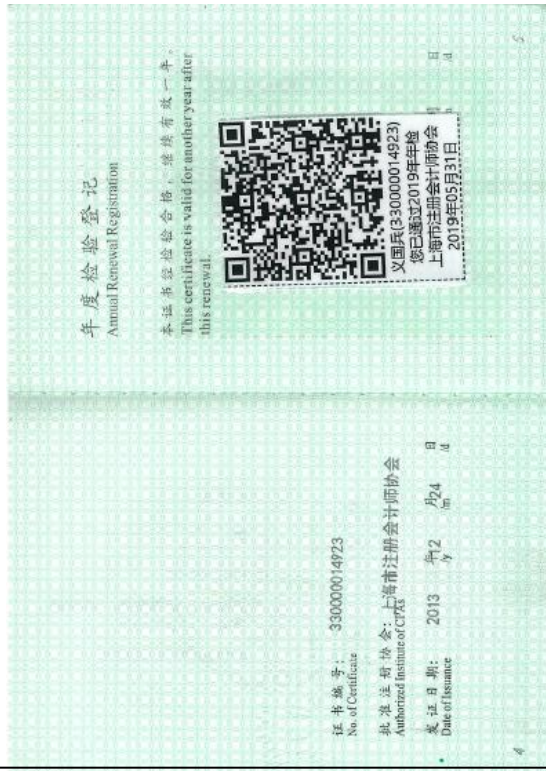 年度检验登记
Annual Renewal Registration
本证书经检验合格，继续有效一年。
This certificate is valid for another year after
this renewal.
义国兵(330000014923)
您已通过2019年年检
上海市注册会计师协会
2019年05月31日
日
/d
5
证书编号： 330000014923
No. of Certificate
批准注册协会：上海市注册会计师协会
Authorized Institute of CPAs
发证日期： 2013 年12 月24 日
Date of Issuance /y /m /d
4